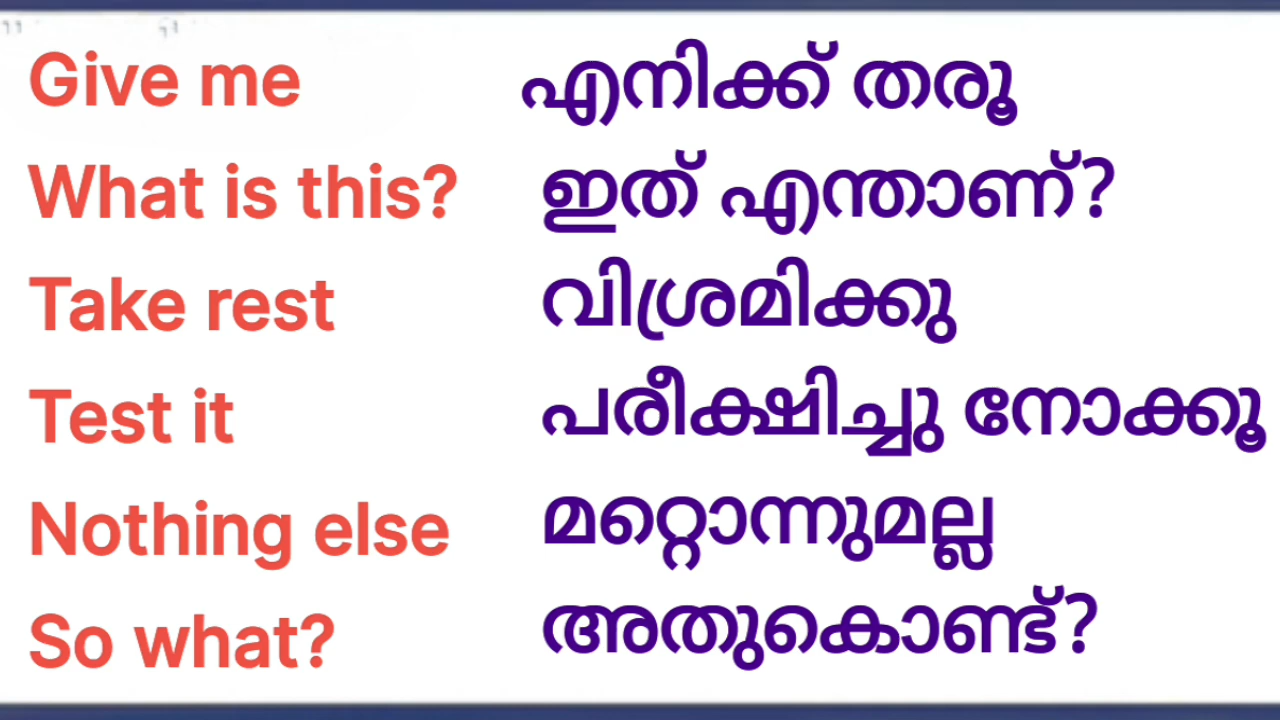 Give me എനിക്ക് തരൂ
What is this? ഇത് എന്താണ്?
Take rest വിശ്രമിക്കു
Test it പരീക്ഷിച്ചു നോക്കൂ
Nothing else മറ്റൊന്നുമല്ല
So what? അതുകൊണ്ട്?